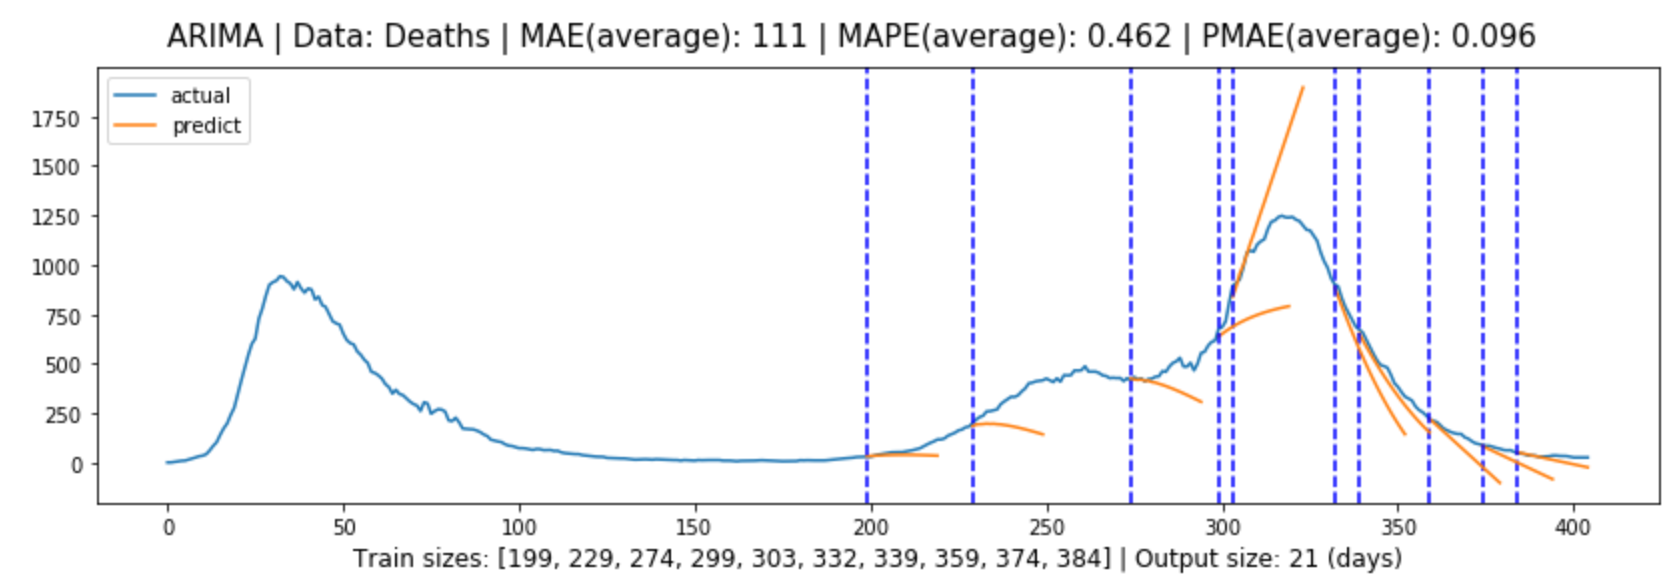 ARIMA | Data: Deaths | MAE(average): 111 | MAPE(average): 0.462 | PMAE(average): 0.096
actual
predict
1750
1500
1250
1000
750
500
250
0
0 50 100 150 200 250 300 350 400
Train sizes: [199, 229, 274, 299, 303, 332, 339, 359, 374, 384] | Output size: 21 (days)